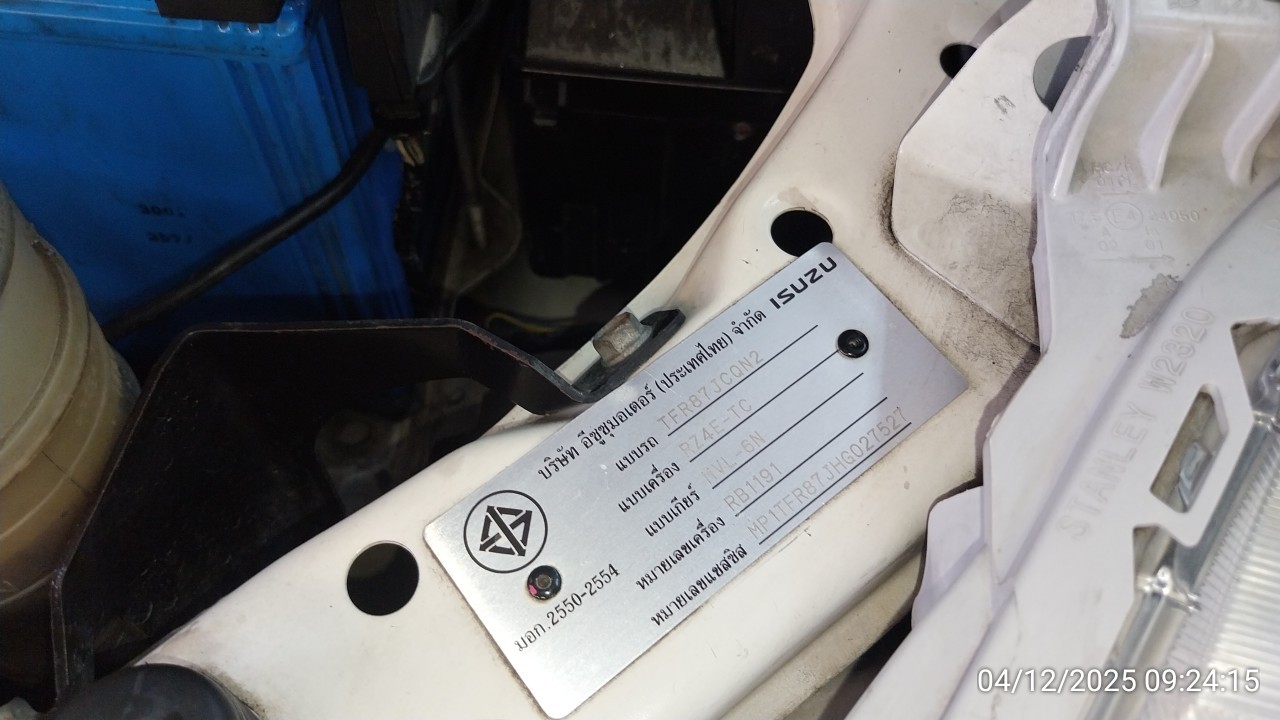 บริษัท อีซูซุมอเตอร์ (ประเทศไทย) จำกัด ISUZU
แบบรถ TFR87JCQN2
แบบเครื่อง RZ4E-TC
แบบเกียร์ MVL-6N
หมายเลขเครื่อง RB1191
หมายเลขแชสซิส MP1TFR87JHG027527
มอก.2550-2554
STANLEY W2320
04/12/2025 09:24:15